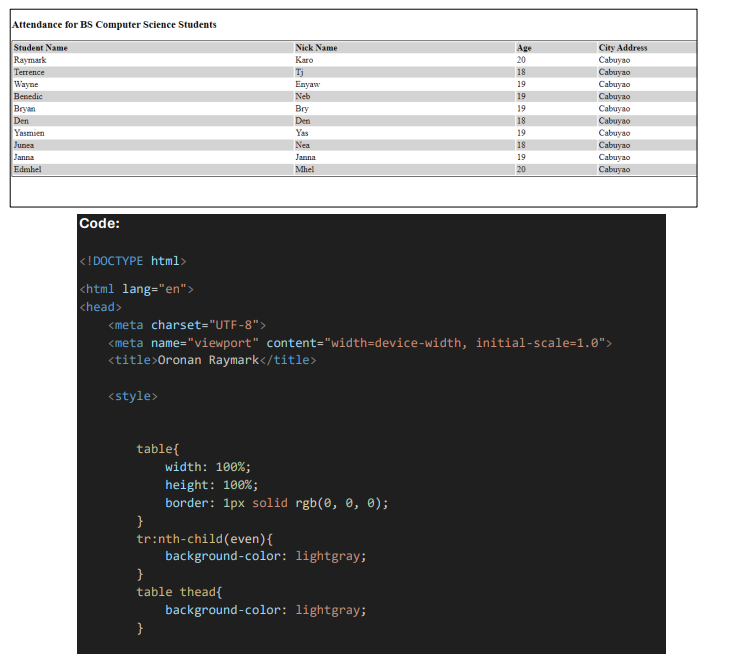 Attendance for BS Computer Science Students
Student Name Nick Name Age City Address
Raymark Karo 20 Cabuyao
Terrence Tj 18 Cabuyao
Wayne Enyaw 19 Cabuyao
Benedic Neb 19 Cabuyao
Bryan Bry 19 Cabuyao
Den Den 18 Cabuyao
Yasmien Yas 19 Cabuyao
Junea Nea 18 Cabuyao
Janna Janna 19 Cabuyao
Edmhel Mhel 20 Cabuyao
Code:
<!DOCTYPE html>
<html lang="en">
<head>
<meta charset="UTF-8">
<meta name="viewport" content="width=device-width, initial-scale=1.0">
<title>Oronan Raymark</title>
<style>
table{
width: 100%;
height: 100%;
border: 1px solid rgb(0, 0, 0);
}
tr:nth-child(even){
background-color: lightgray;
}
table thead{
background-color: lightgray;
}